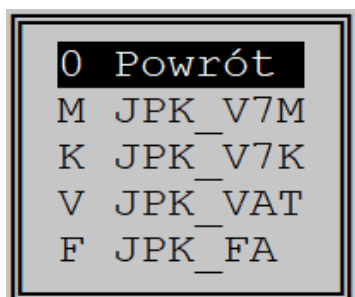 0 Powrót
M JPK_V7M
K JPK_V7K
V JPK_VAT
F JPK_FA